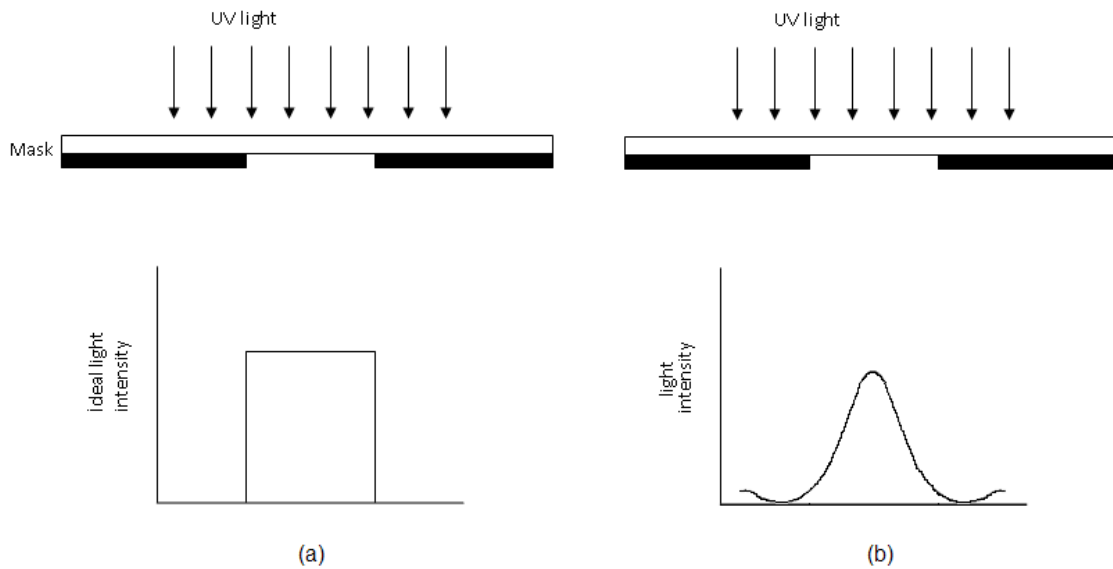 UV light
UV light
Mask
ideal light
intensity
light
intensity
(a)
(b)